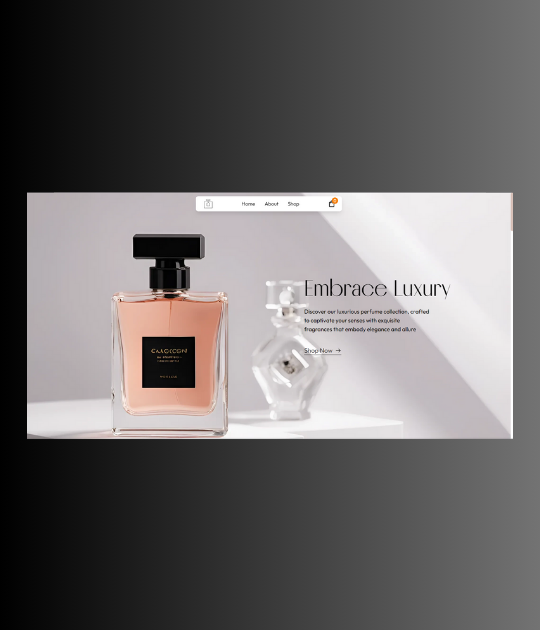 Home About Shop
Embrace Luxury
Discover our luxurious perfume collection, crafted
to captivate your senses with exquisite
fragrances that embody elegance and allure
Shop Now →